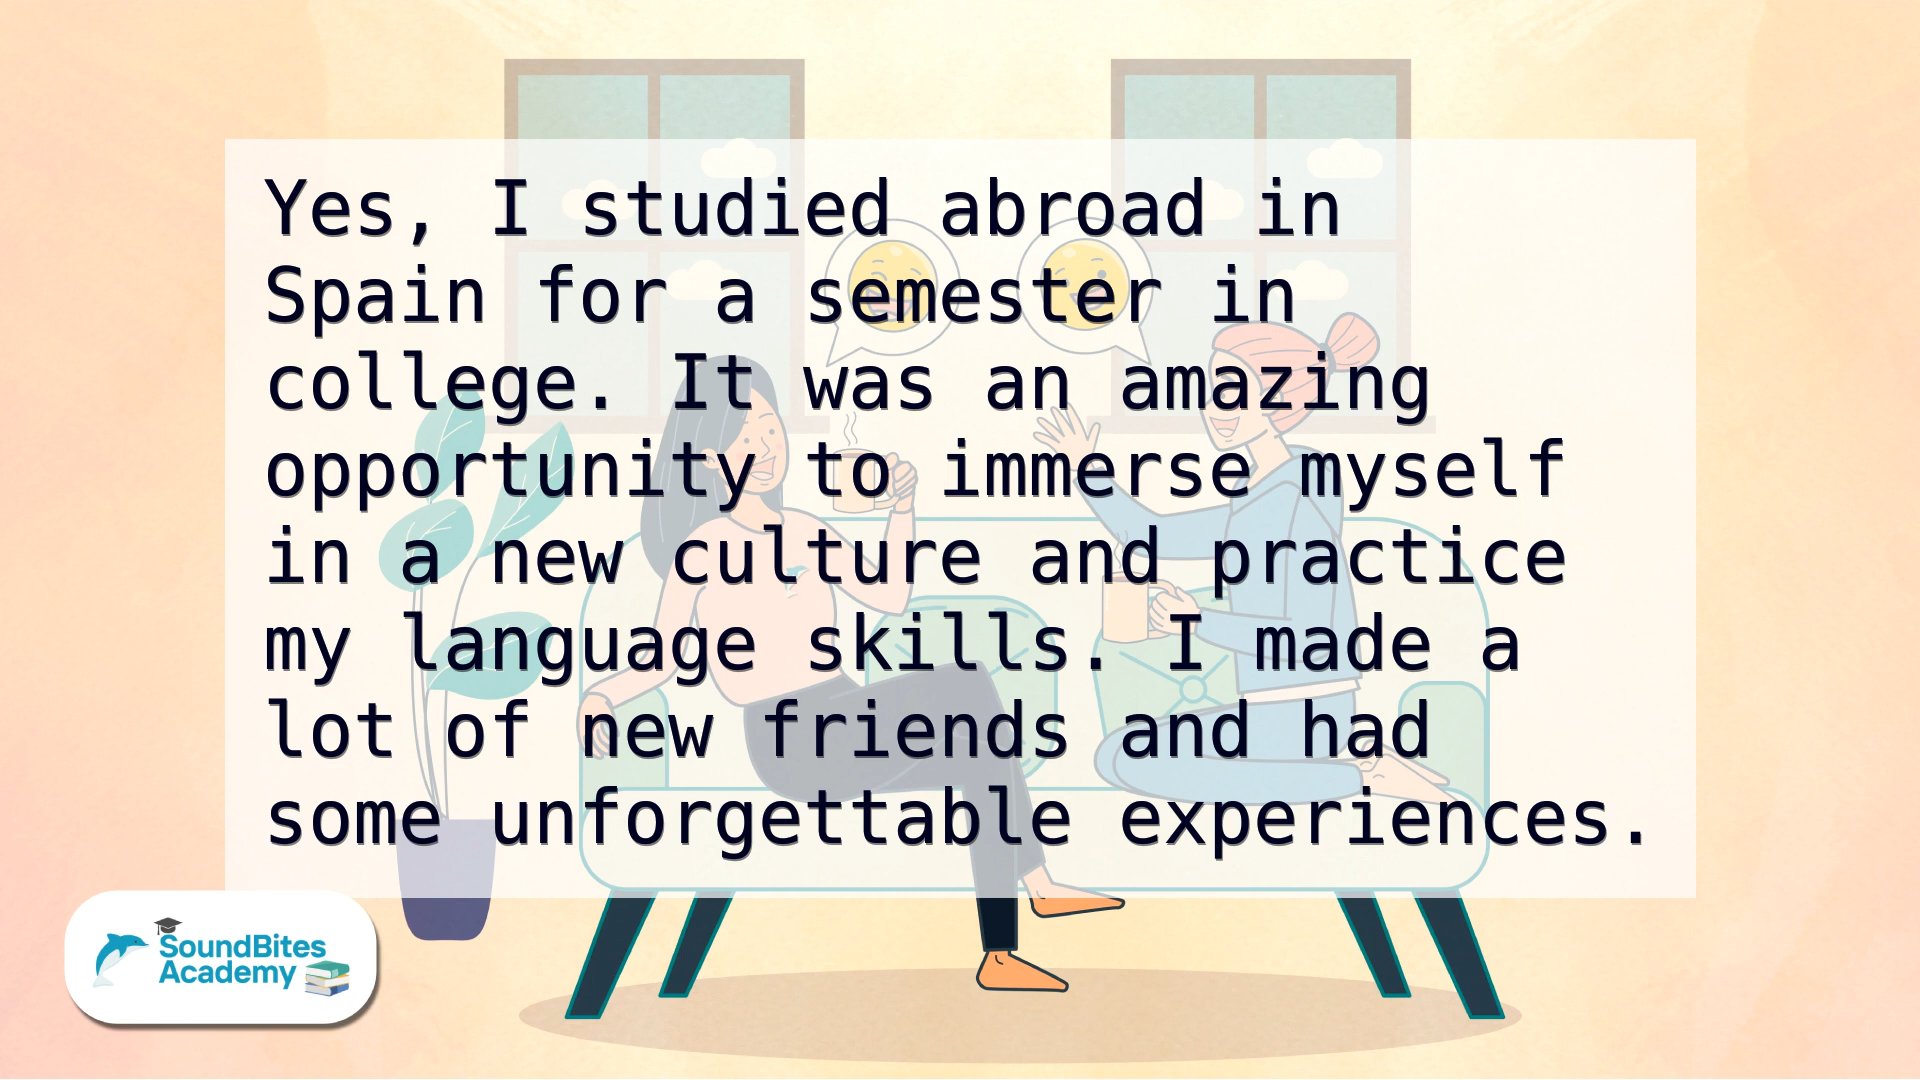 Yes, I studied abroad in
Spain for a semester in
college. It was an amazing
opportunity to immerse myself
in a new culture and practice
my language skills. I made a
lot of new friends and had
some unforgettable experiences.
SoundBites
Academy